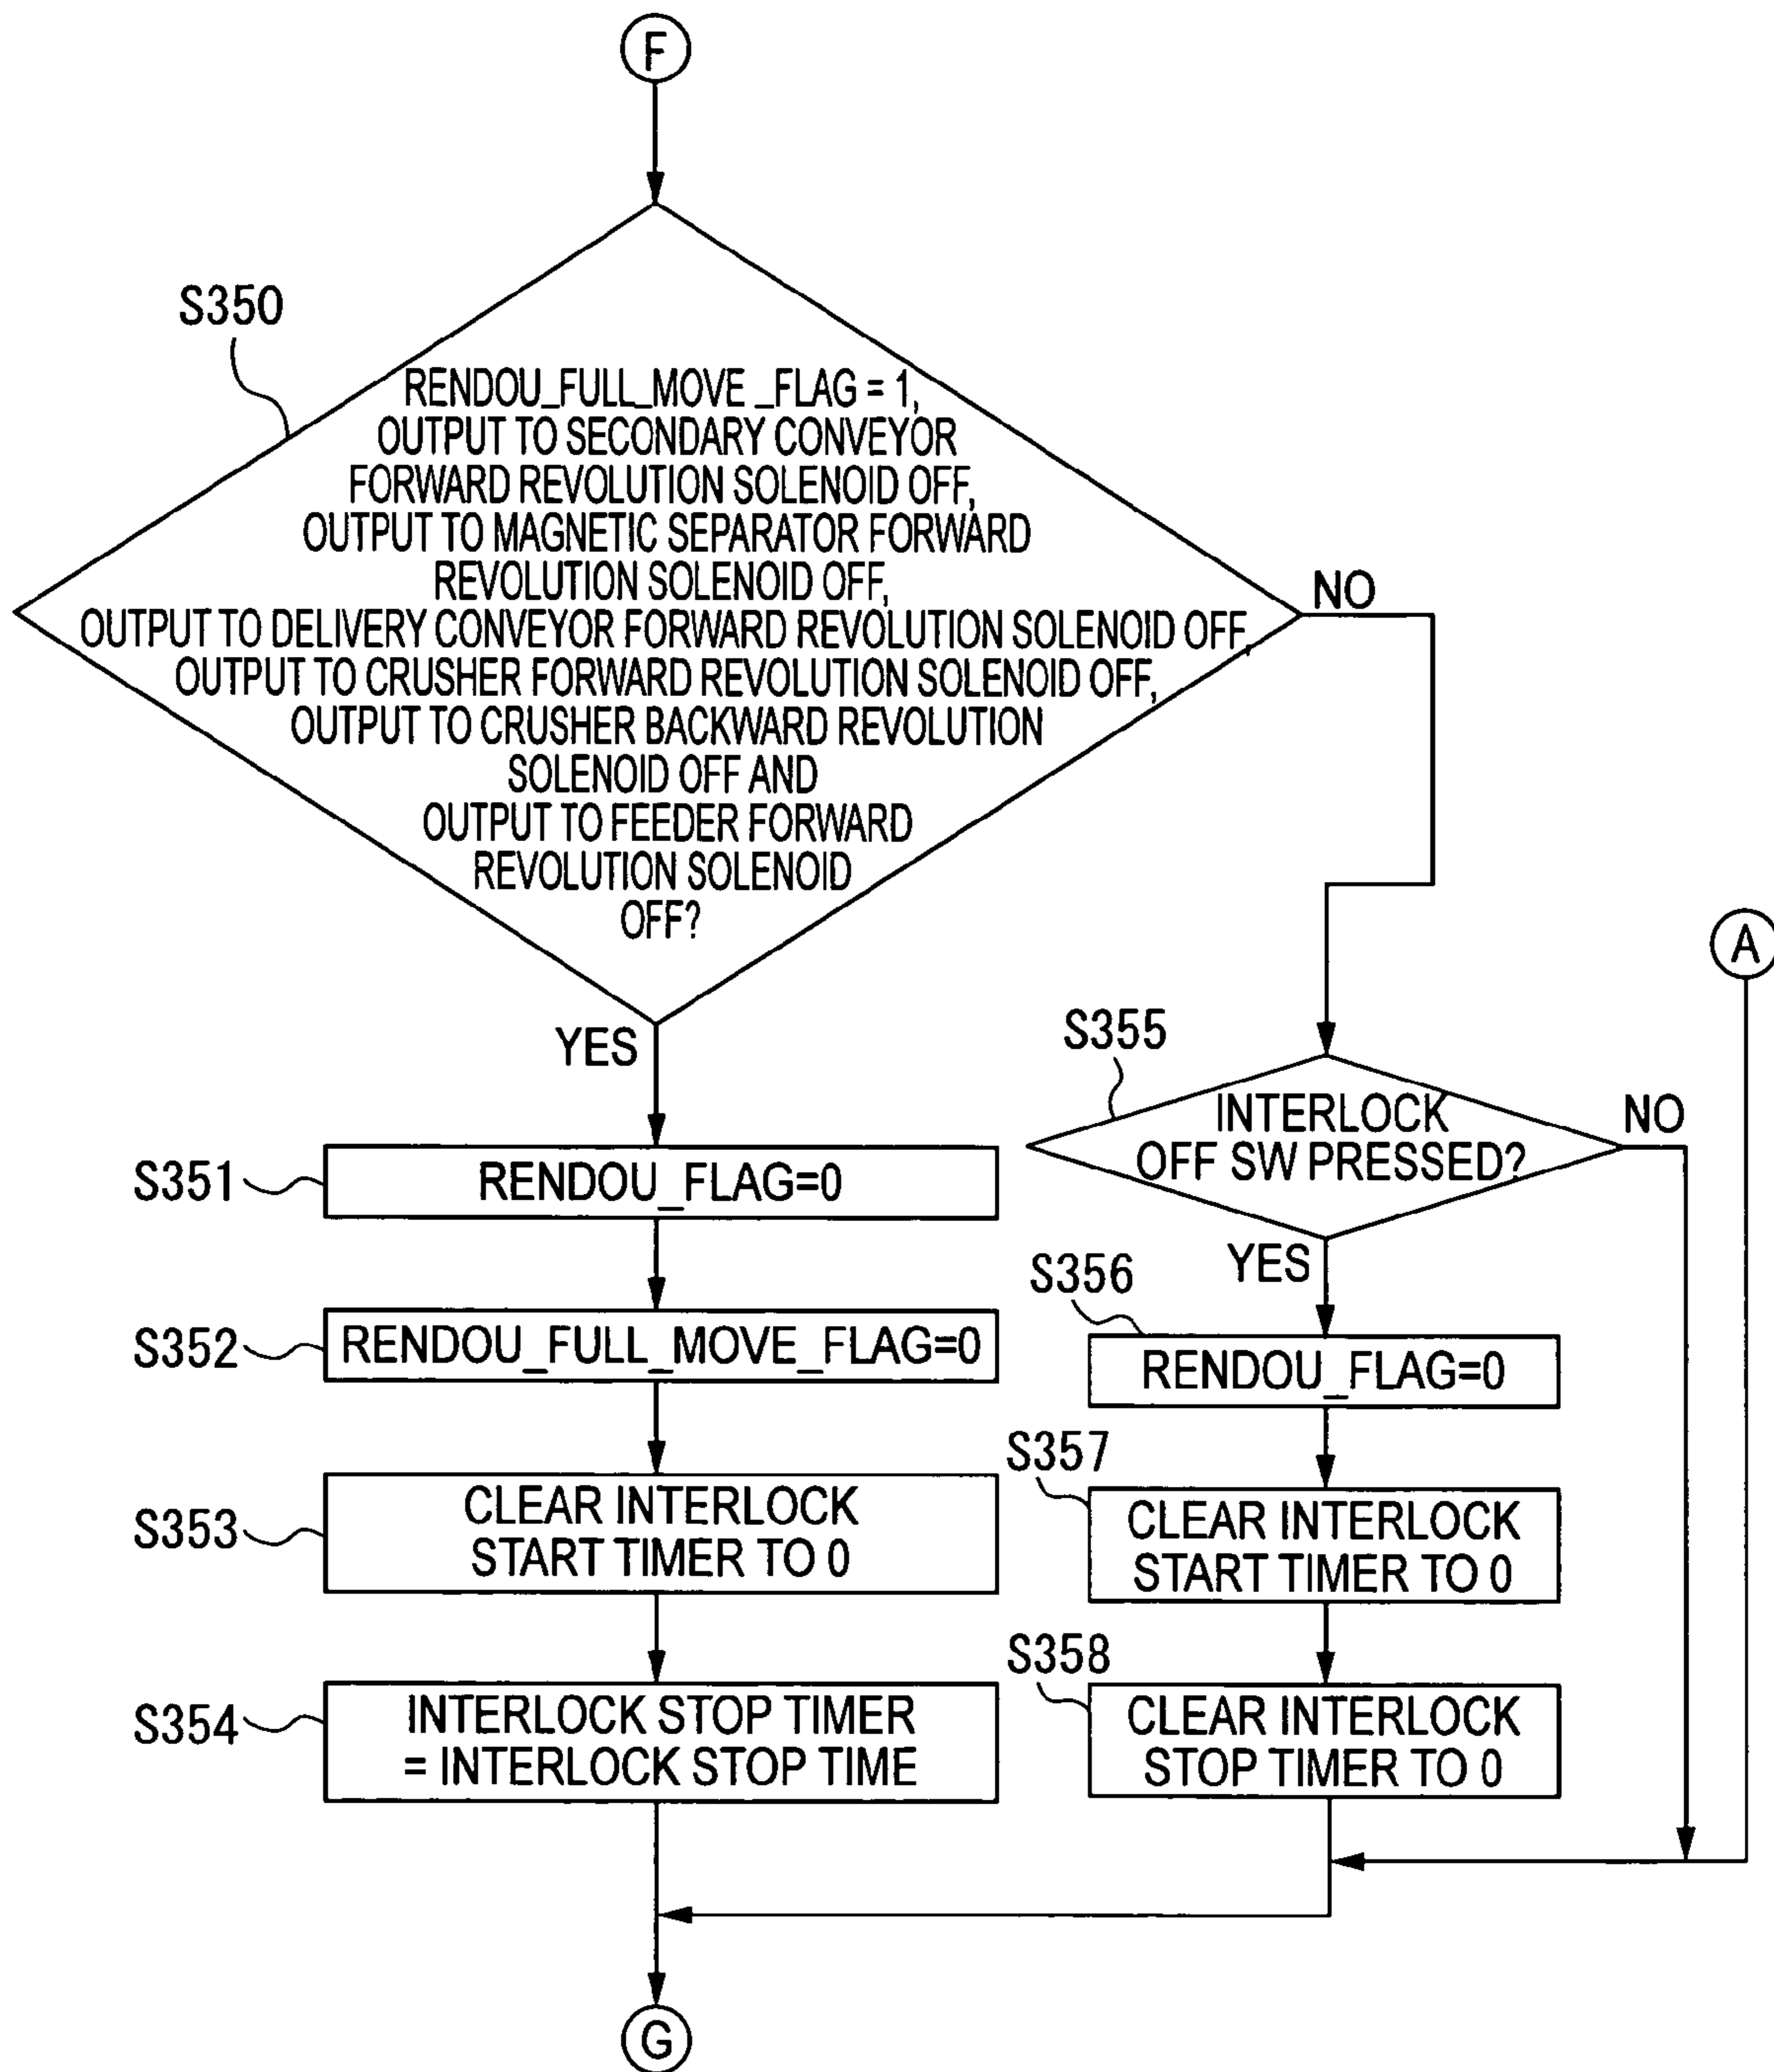 F
S350
RENDOU_FULL_MOVE _FLAG = 1,
OUTPUT TO SECONDARY CONVEYOR
FORWARD REVOLUTION SOLENOID OFF,
OUTPUT TO MAGNETIC SEPARATOR FORWARD
REVOLUTION SOLENOID OFF,
OUTPUT TO DELIVERY CONVEYOR FORWARD REVOLUTION SOLENOID OFF,
OUTPUT TO CRUSHER FORWARD REVOLUTION SOLENOID OFF,
OUTPUT TO CRUSHER BACKWARD REVOLUTION
SOLENOID OFF AND
OUTPUT TO FEEDER FORWARD
REVOLUTION SOLENOID
OFF?
NO
YES
S351
RENDOU_FLAG=0
S352
RENDOU_FULL_MOVE_FLAG=0
S353
CLEAR INTERLOCK
START TIMER TO 0
S354
INTERLOCK STOP TIMER
= INTERLOCK STOP TIME
A
S355
INTERLOCK
OFF SW PRESSED?
NO
YES
S356
RENDOU_FLAG=0
S357
CLEAR INTERLOCK
START TIMER TO 0
S358
CLEAR INTERLOCK
STOP TIMER TO 0
G